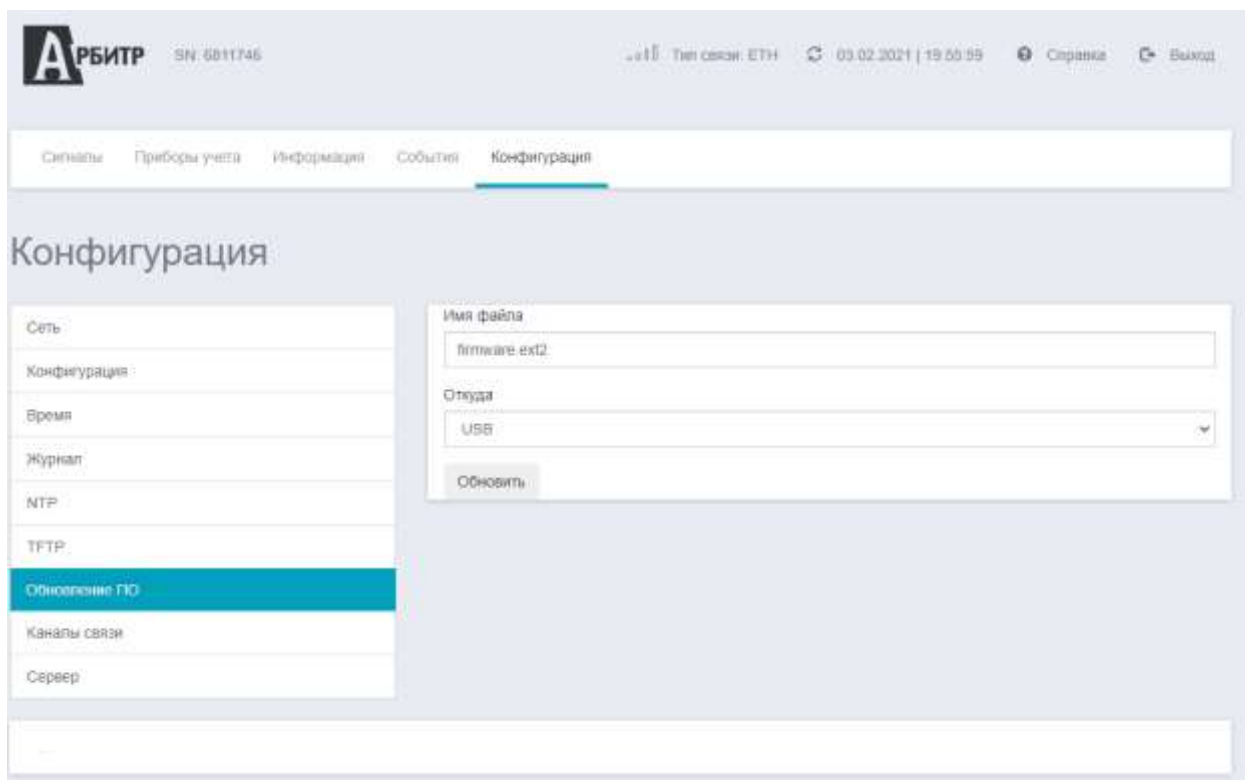 АРБИТР SN: 6811746 Тип связи: ETH 03.02.2021 | 19:55:59 Справка Выход
Сигналы Приборы учета Информация События Конфигурация
Конфигурация
Сеть
Конфигурация
Время
Журнал
NTP
TFTP
Обновление ПО
Каналы связи
Сервер
Имя файла
firmware.ext2
Откуда
USB
Обновить